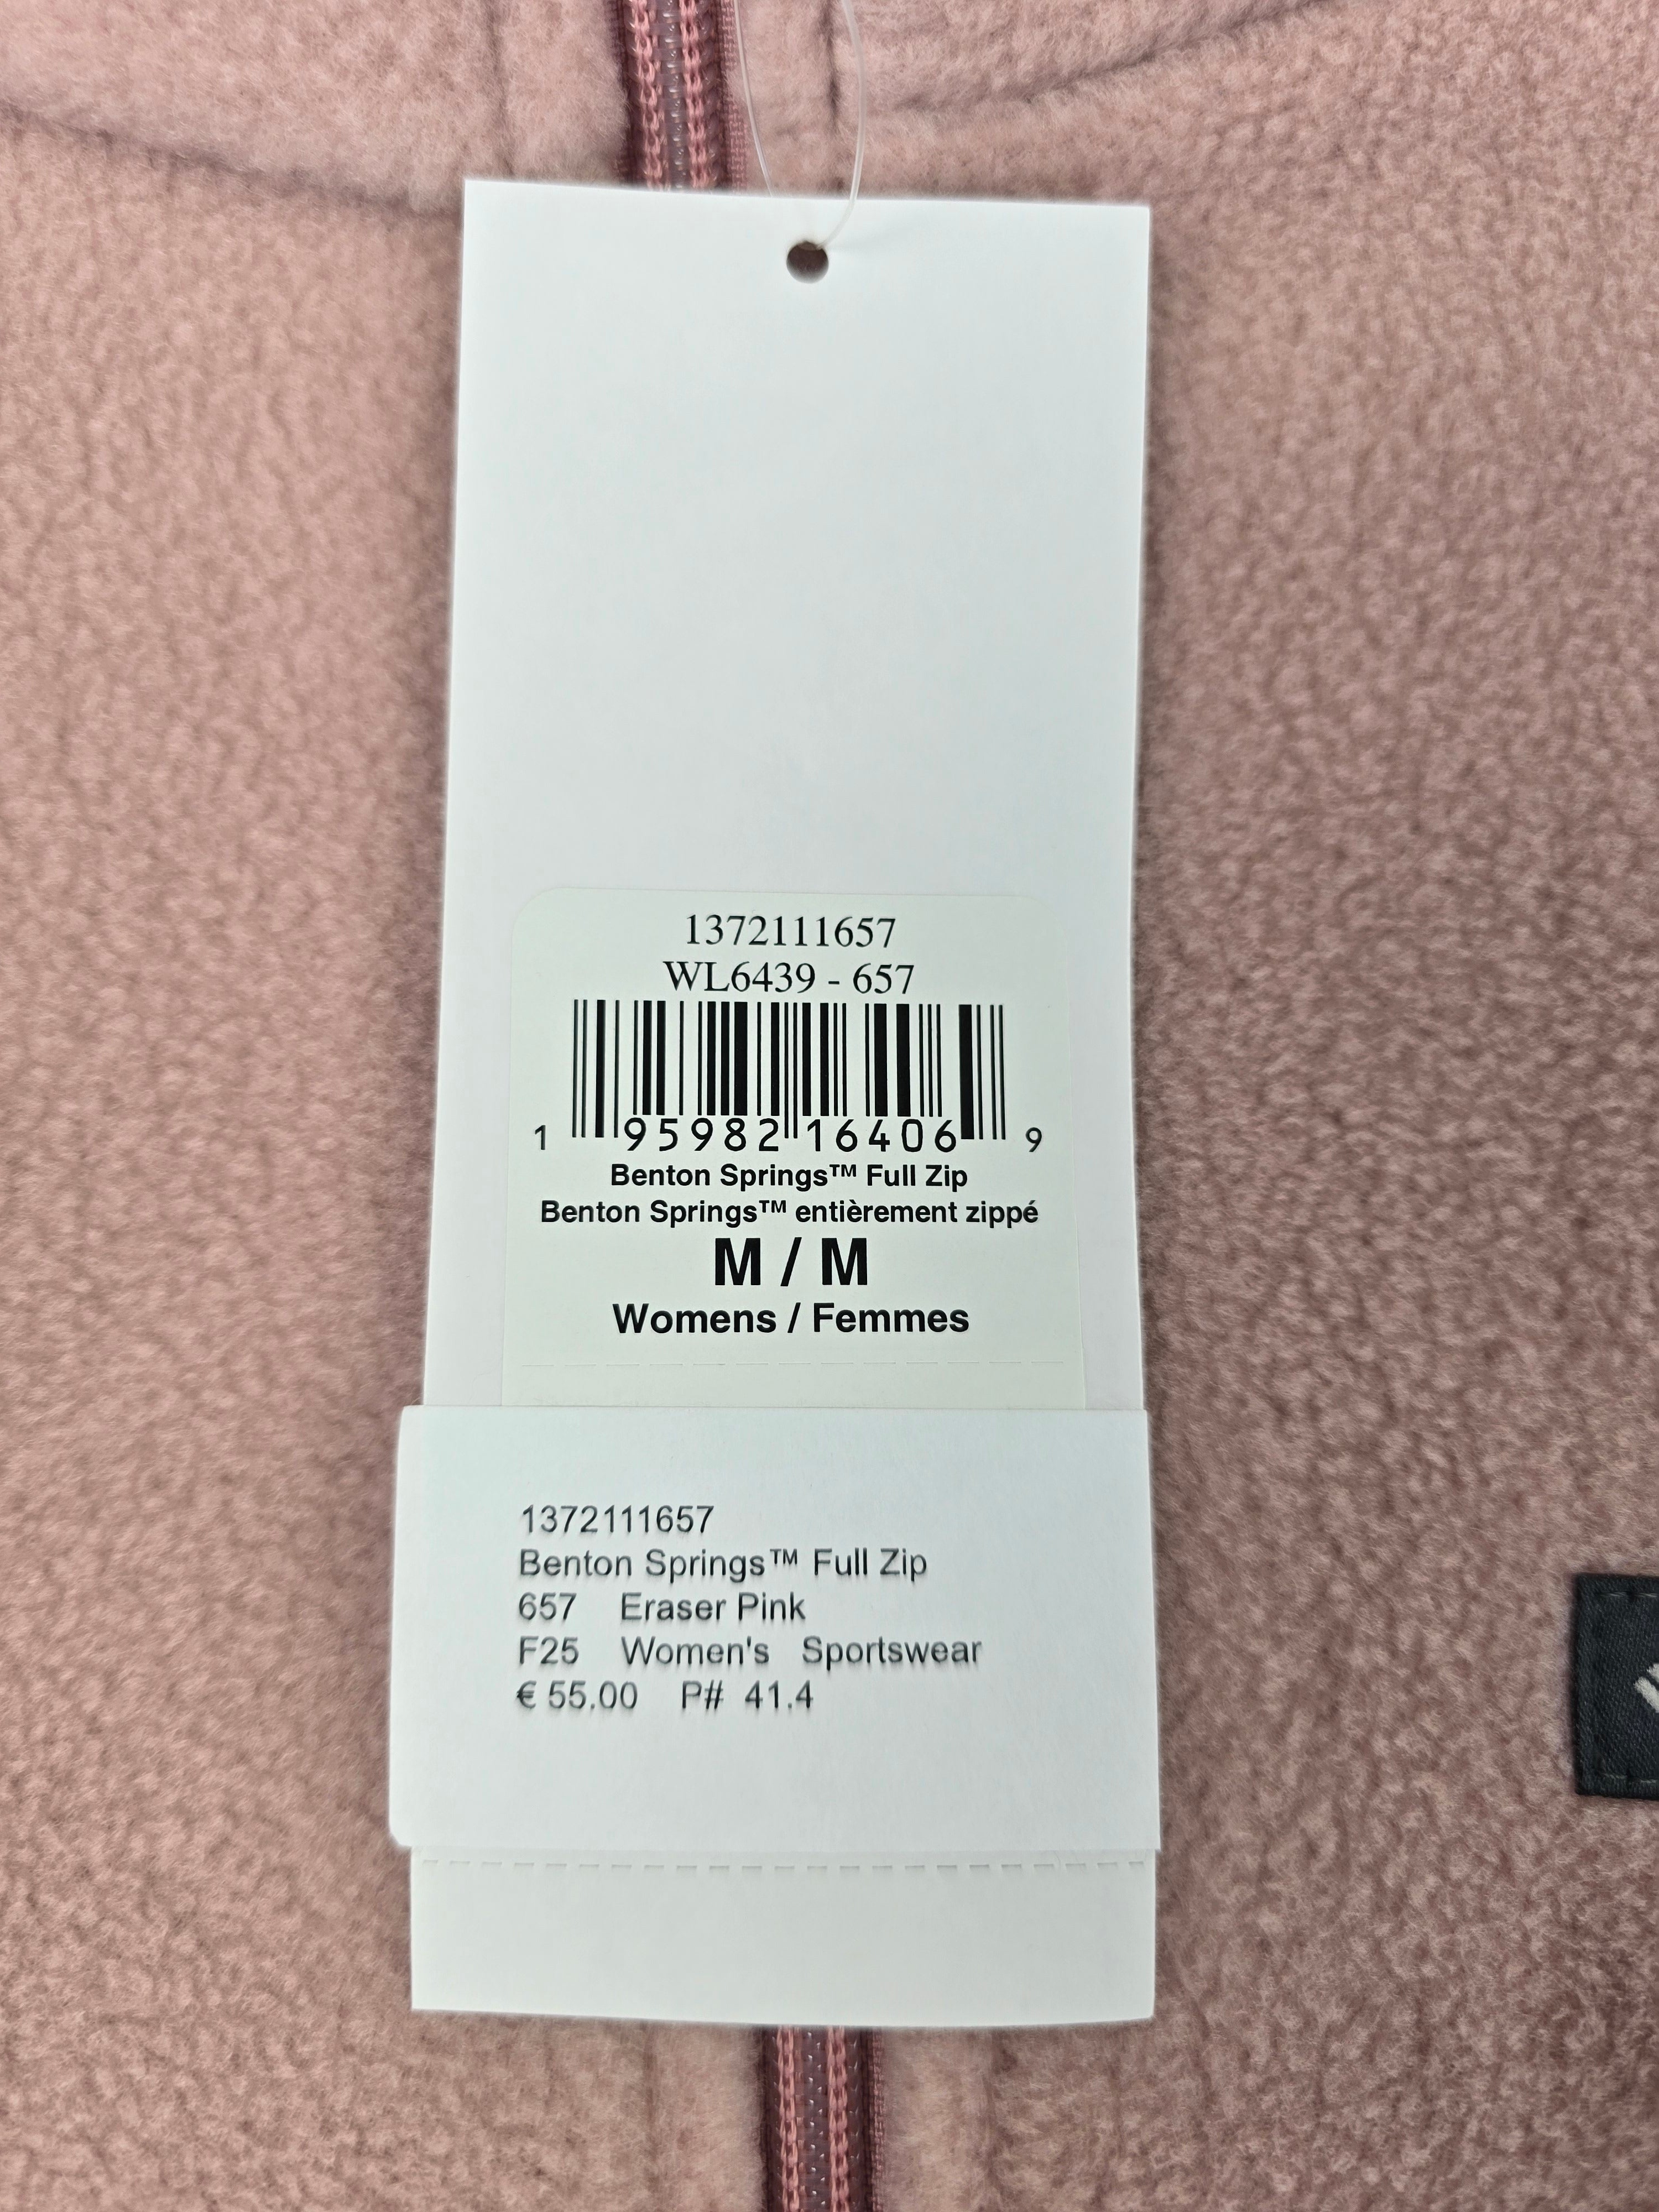 1372111657
WL6439 - 657
1 95982 16406 9
Benton Springs™ Full Zip
Benton Springs™ entièrement zippé
M / M
Womens / Femmes
1372111657
Benton Springs™ Full Zip
657 Eraser Pink
F25 Women's Sportswear
€ 55.00 P# 41.4